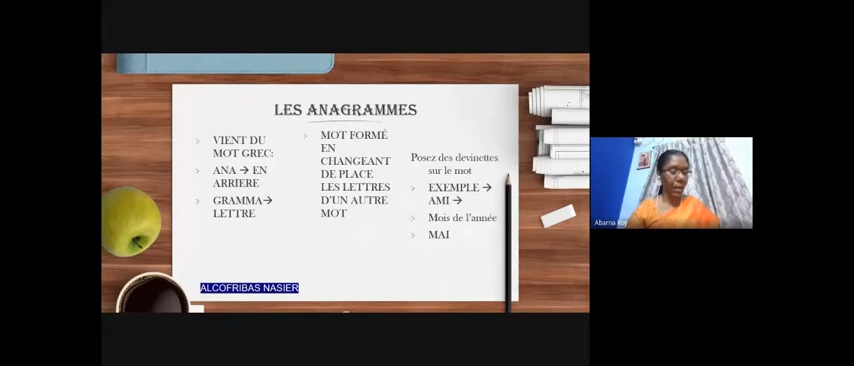 LES ANAGRAMMES
VIENT DU
MOT GREC:
ANA → EN
ARRIERE
GRAMMA→
LETTRE
MOT FORMÉ
EN
CHANGEANT
DE PLACE
LES LETTRES
D'UN AUTRE
MOT
Posez des devinettes
sur le mot
EXEMPLE →
AMI →
Mois de l'année
MAI
ALCOFRIBAS NASIER
Abarna Roy